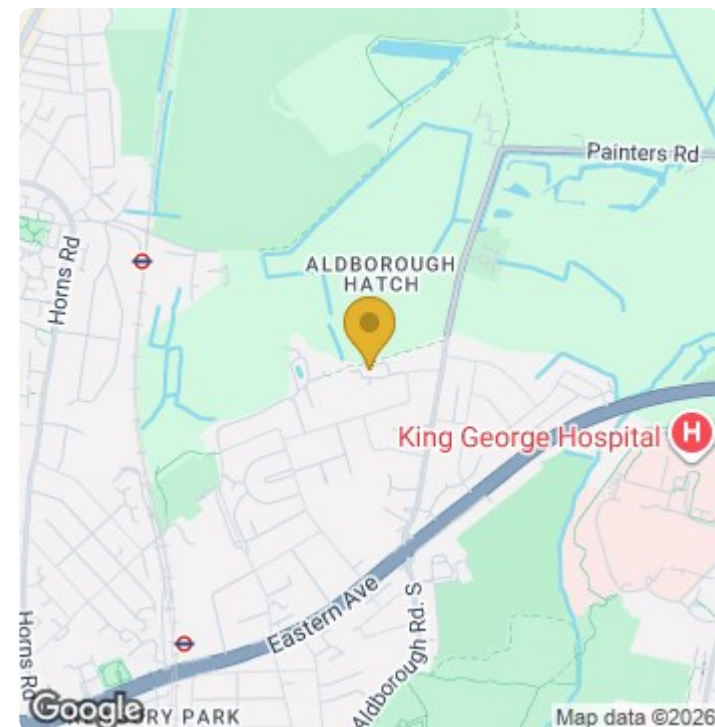 Painters Rd
Horns Rd
ALDBOROUGH
HATCH
King George Hospital
H
Eastern Ave
Aldborough Rd. S
Horns Rd
BURY PARK
Google
Map data ©2026